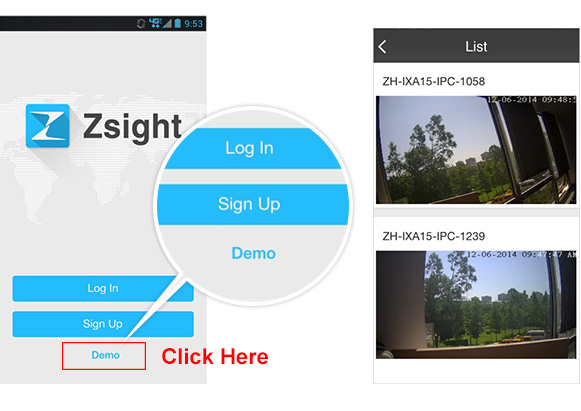 4G 9:53
Zsight
Log In
Sign Up
Demo
Log In
Sign Up
Demo
Click Here
List
ZH-IXA15-IPC-1058
12-06-2014 09:48:
ZH-IXA15-IPC-1239
12-06-2014 09:47:47 AM